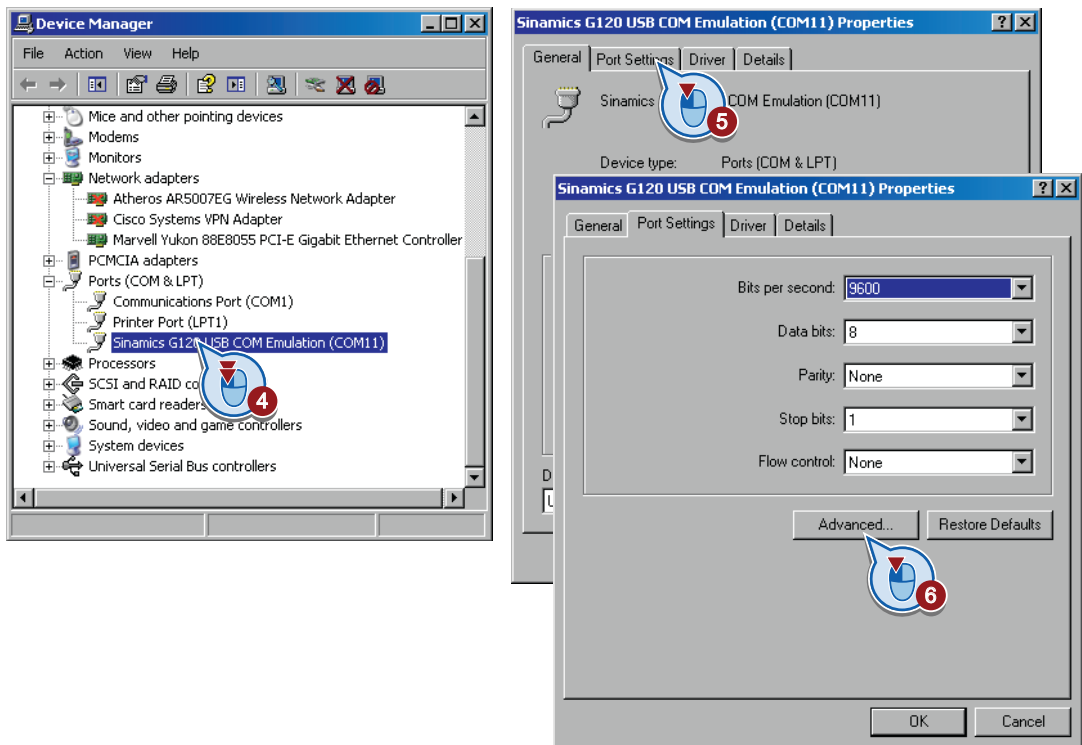 Device Manager
File Action View Help
Mice and other pointing devices
Modems
Monitors
Network adapters
Atheros AR5007EG Wireless Network Adapter
Cisco Systems VPN Adapter
Marvell Yukon 88E8055 PCI-E Gigabit Ethernet Controller
PCMCIA adapters
Ports (COM & LPT)
Communications Port (COM1)
Printer Port (LPT1)
Sinamics G120 USB COM Emulation (COM11)
Processors
SCSI and RAID co
Smart card readers
4
Sound, video and game controllers
System devices
Universal Serial Bus controllers
Sinamics G120 USB COM Emulation (COM11) Properties
General Port Settings Driver Details
Sinamics COM Emulation (COM11)
5
Device type: Ports (COM & LPT)
D
Sinamics G120 USB COM Emulation (COM11) Properties
General Port Settings Driver Details
Bits per second: 9600
Data bits: 8
Parity: None
Stop bits: 1
Flow control: None
Advanced... Restore Defaults
6
OK Cancel